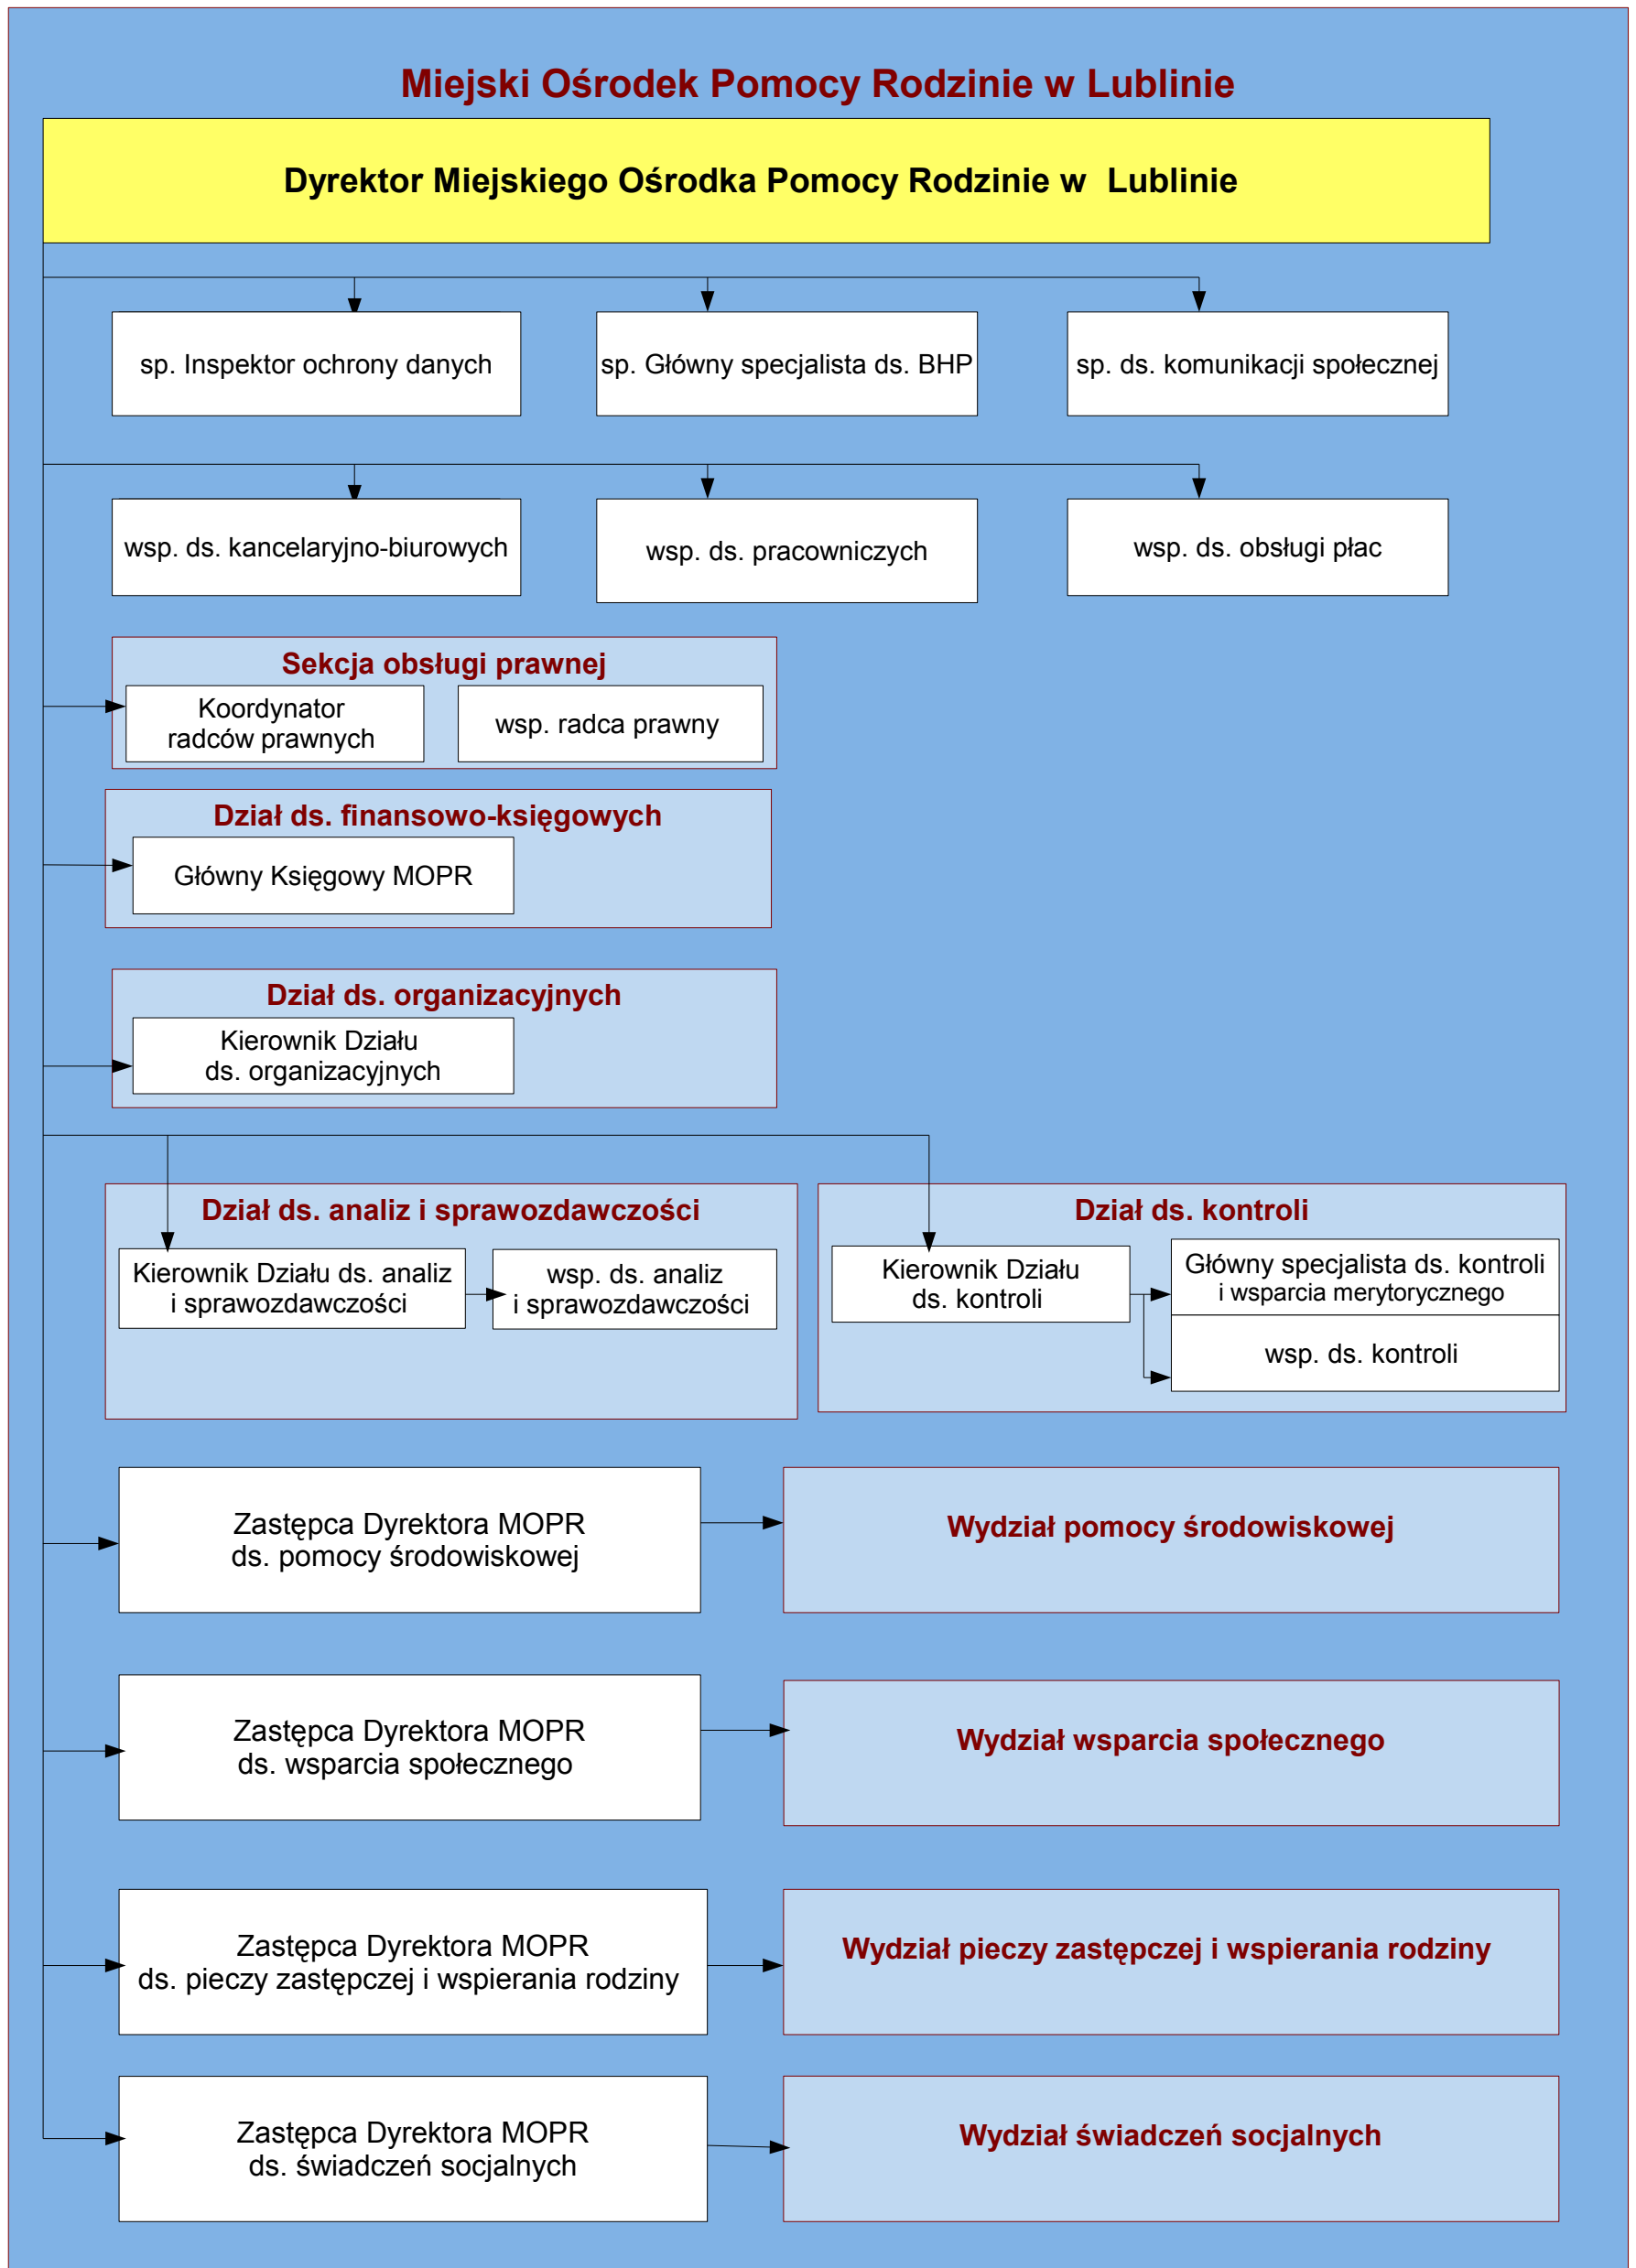 Miejski Ośrodek Pomocy Rodzinie w Lublinie
Dyrektor Miejskiego Ośrodka Pomocy Rodzinie w Lublinie
sp. Inspektor ochrony danych
sp. Główny specjalista ds. BHP
sp. ds. komunikacji społecznej
wsp. ds. kancelaryjno-biurowych
wsp. ds. pracowniczych
wsp. ds. obsługi płac
Sekcja obsługi prawnej
Koordynator
radców prawnych
wsp. radca prawny
Dział ds. finansowo-księgowych
Główny Księgowy MOPR
Dział ds. organizacyjnych
Kierownik Działu
ds. organizacyjnych
Dział ds. analiz i sprawozdawczości
Kierownik Działu ds. analiz
i sprawozdawczości
wsp. ds. analiz
i sprawozdawczości
Dział ds. kontroli
Kierownik Działu
ds. kontroli
Główny specjalista ds. kontroli
i wsparcia merytorycznego
wsp. ds. kontroli
Zastępca Dyrektora MOPR
ds. pomocy środowiskowej
Wydział pomocy środowiskowej
Zastępca Dyrektora MOPR
ds. wsparcia społecznego
Wydział wsparcia społecznego
Zastępca Dyrektora MOPR
ds. pieczy zastępczej i wspierania rodziny
Wydział pieczy zastępczej i wspierania rodziny
Zastępca Dyrektora MOPR
ds. świadczeń socjalnych
Wydział świadczeń socjalnych